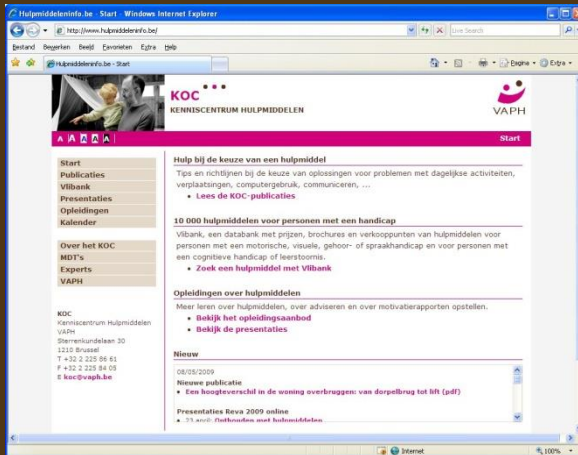 Hulpmiddeleninfo.be - Start - Windows Internet Explorer
http://www.hulpmiddeleninfo.be/
Live Search
Bestand Bewerken Beeld Favorieten Extra Help
Hulpmiddeleninfo.be - Start
Pagina Extra
KOC
KENNISCENTRUM HULPMIDDELEN
VAPH
A A A A A
Start
Start
Publicaties
Vlibank
Presentaties
Opleidingen
Kalender
Over het KOC
MDT's
Experts
VAPH
KOC
Kenniscentrum Hulpmiddelen
VAPH
Sterrenkundelaan 30
1210 Brussel
T +32 2 225 86 61
F +32 2 225 84 05
E koc@vaph.be
Hulp bij de keuze van een hulpmiddel
Tips en richtlijnen bij de keuze van oplossingen voor problemen met dagelijkse activiteiten,
verplaatsingen, computergebruik, communiceren, ...
• Lees de KOC-publicaties
10 000 hulpmiddelen voor personen met een handicap
Vlibank, een databank met prijzen, brochures en verkooppunten van hulpmiddelen voor
personen met een motorische, visuele, gehoor- of spraakhandicap en voor personen met
een cognitieve handicap of leerstoornis.
• Zoek een hulpmiddel met Vlibank
Opleidingen over hulpmiddelen
Meer leren over hulpmiddelen, over adviseren en over motivatierapporten opstellen.
• Bekijk het opleidingsaanbod
• Bekijk de presentaties
Nieuw
08/05/2009
Nieuwe publicatie
• Een hoogteverschil in de woning overbruggen: van dorpelbrug tot lift (pdf)
Presentaties Reva 2009 online
• 23 april: Onthouden met hulpmiddelen
Internet
100%